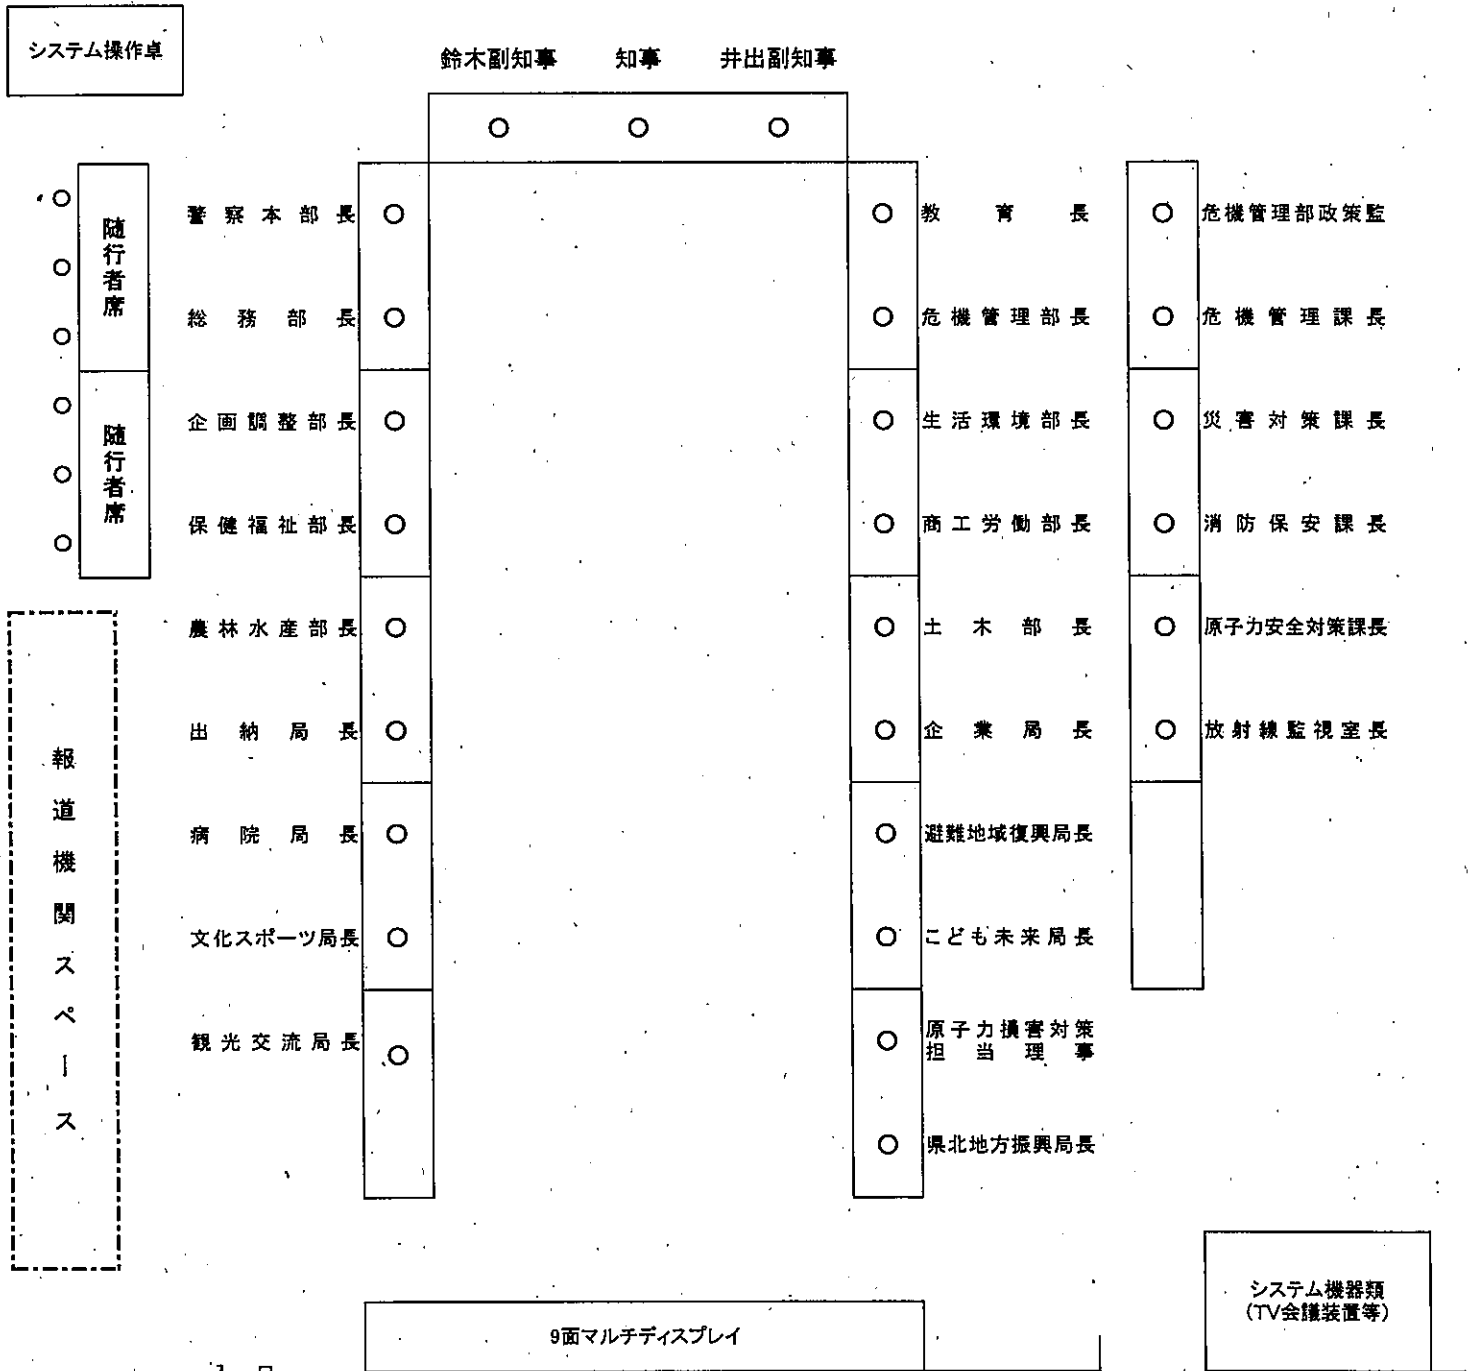 システム操作卓
鈴木副知事 知事 井出副知事
随行者席
随行者席
警察本部長
総務部長
企画調整部長
保健福祉部長
農林水産部長
出納局長
病院局長
文化スポーツ局長
観光交流局長
教育長
危機管理部長
生活環境部長
商工労働部長
土木部長
企業局長
避難地域復興局長
こども未来局長
原子力損害対策
担当理事
県北地方振興局長
危機管理部政策監
危機管理課長
災害対策課長
消防保安課長
原子力安全対策課長
放射線監視室長
報道機関スペース
システム機器類
(TV会議装置等)
9面マルチディスプレイ